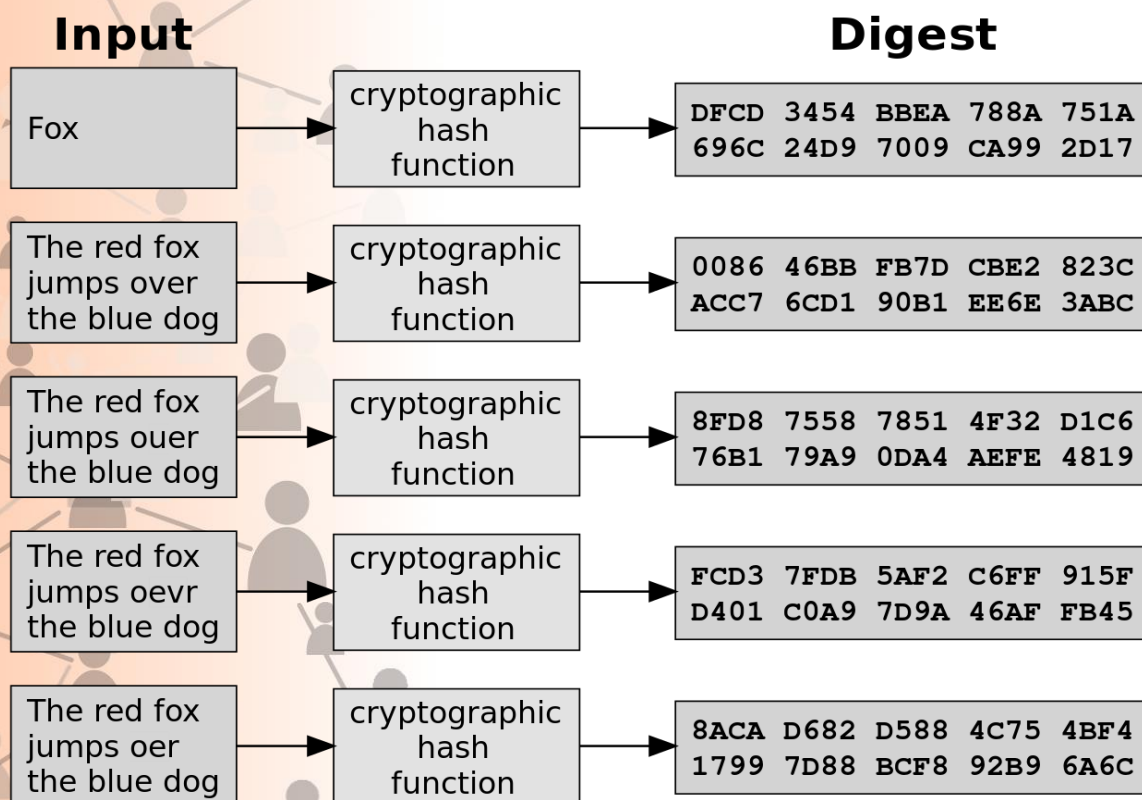 Input
Digest
Fox
cryptographic
hash
function
DFCD 3454 BBEA 788A 751A
696C 24D9 7009 CA99 2D17
The red fox
jumps over
the blue dog
cryptographic
hash
function
0086 46BB FB7D CBE2 823C
ACC7 6CD1 90B1 EE6E 3ABC
The red fox
jumps ouer
the blue dog
cryptographic
hash
function
8FD8 7558 7851 4F32 D1C6
76B1 79A9 0DA4 AEFE 4819
The red fox
jumps oevr
the blue dog
cryptographic
hash
function
FCD3 7FDB 5AF2 C6FF 915F
D401 C0A9 7D9A 46AF FB45
The red fox
jumps oer
the blue dog
cryptographic
hash
function
8ACA D682 D588 4C75 4BF4
1799 7D88 BCF8 92B9 6A6C